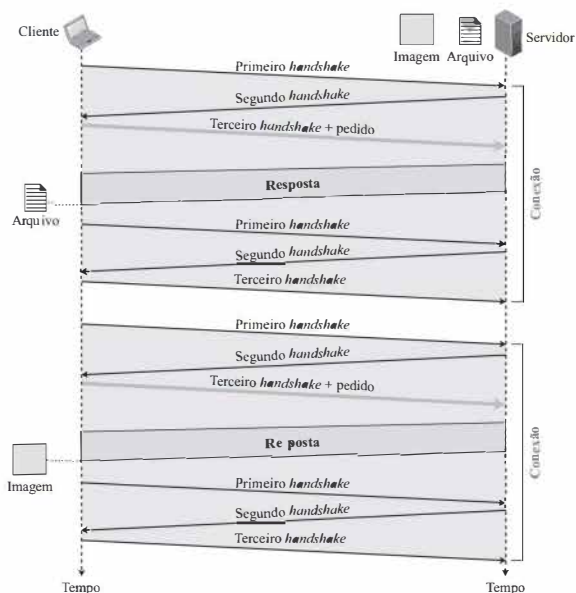 Cliente
Servidor
Imagem Arquivo
Primeiro handshake
Segundo handshake
Terceiro handshake + pedido
Resposta
Arquivo
Conexão
Primeiro handshake
Segundo handshake
Terceiro handshake
Primeiro handshake
Segundo handshake
Terceiro handshake + pedido
Re posta
Imagem
Conexão
Primeiro handshake
Segundo handshake
Terceiro handshake
Tempo
Tempo